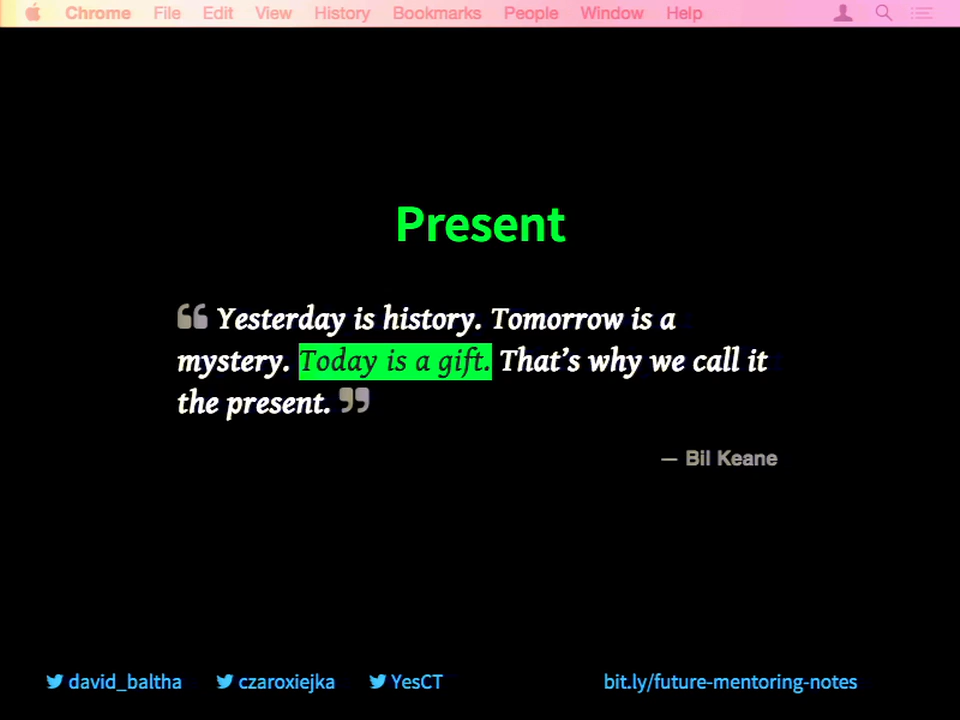 Chrome File Edit View History Bookmarks People Window Help
Present
“ Yesterday is history. Tomorrow is a
mystery. Today is a gift. That’s why we call it
the present. ”
— Bil Keane
david_baltha czaroxiejka YesCT bit.ly/future-mentoring-notes